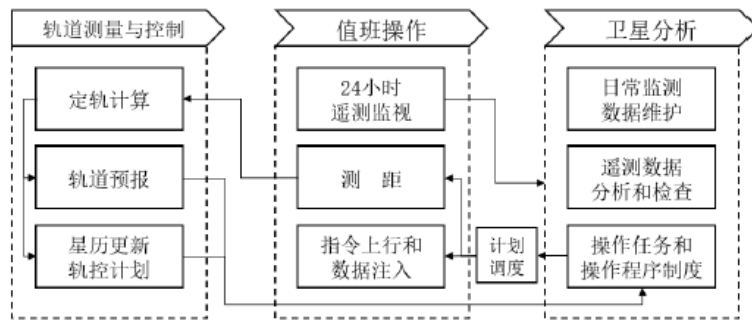 轨道测量与控制
值班操作
卫星分析
定轨计算
轨道预报
星历更新
轨控计划
24小时
遥测监视
测 距
指令上行和
数据注入
计划
调度
日常监测
数据维护
遥测数据
分析和检查
操作任务和
操作程序制度